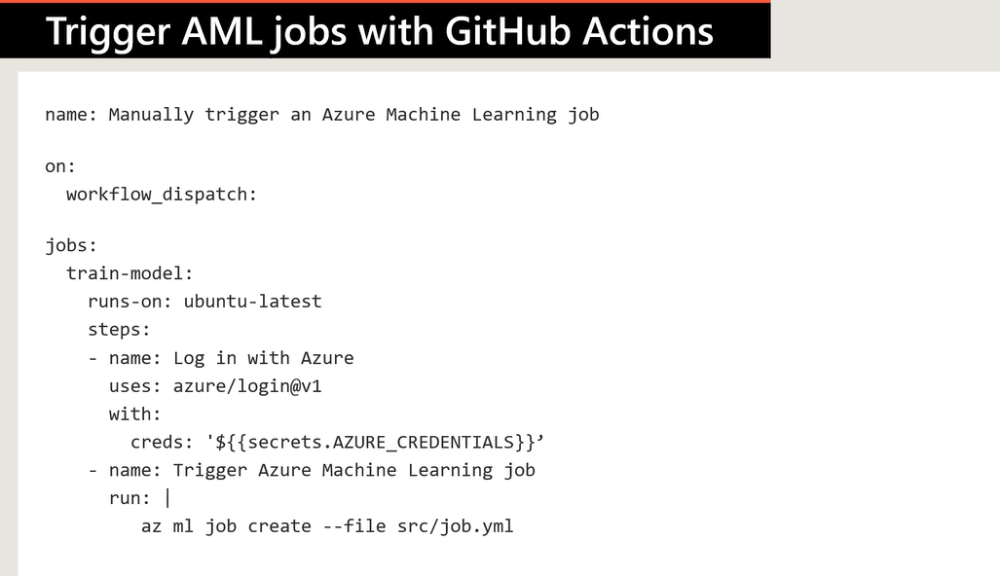 Trigger AML jobs with GitHub Actions
name: Manually trigger an Azure Machine Learning job
on:
  workflow_dispatch:
jobs:
  train-model:
    runs-on: ubuntu-latest
    steps:
    - name: Log in with Azure
      uses: azure/login@v1
      with:
        creds: '${{secrets.AZURE_CREDENTIALS}}’
    - name: Trigger Azure Machine Learning job
      run: |
         az ml job create --file src/job.yml